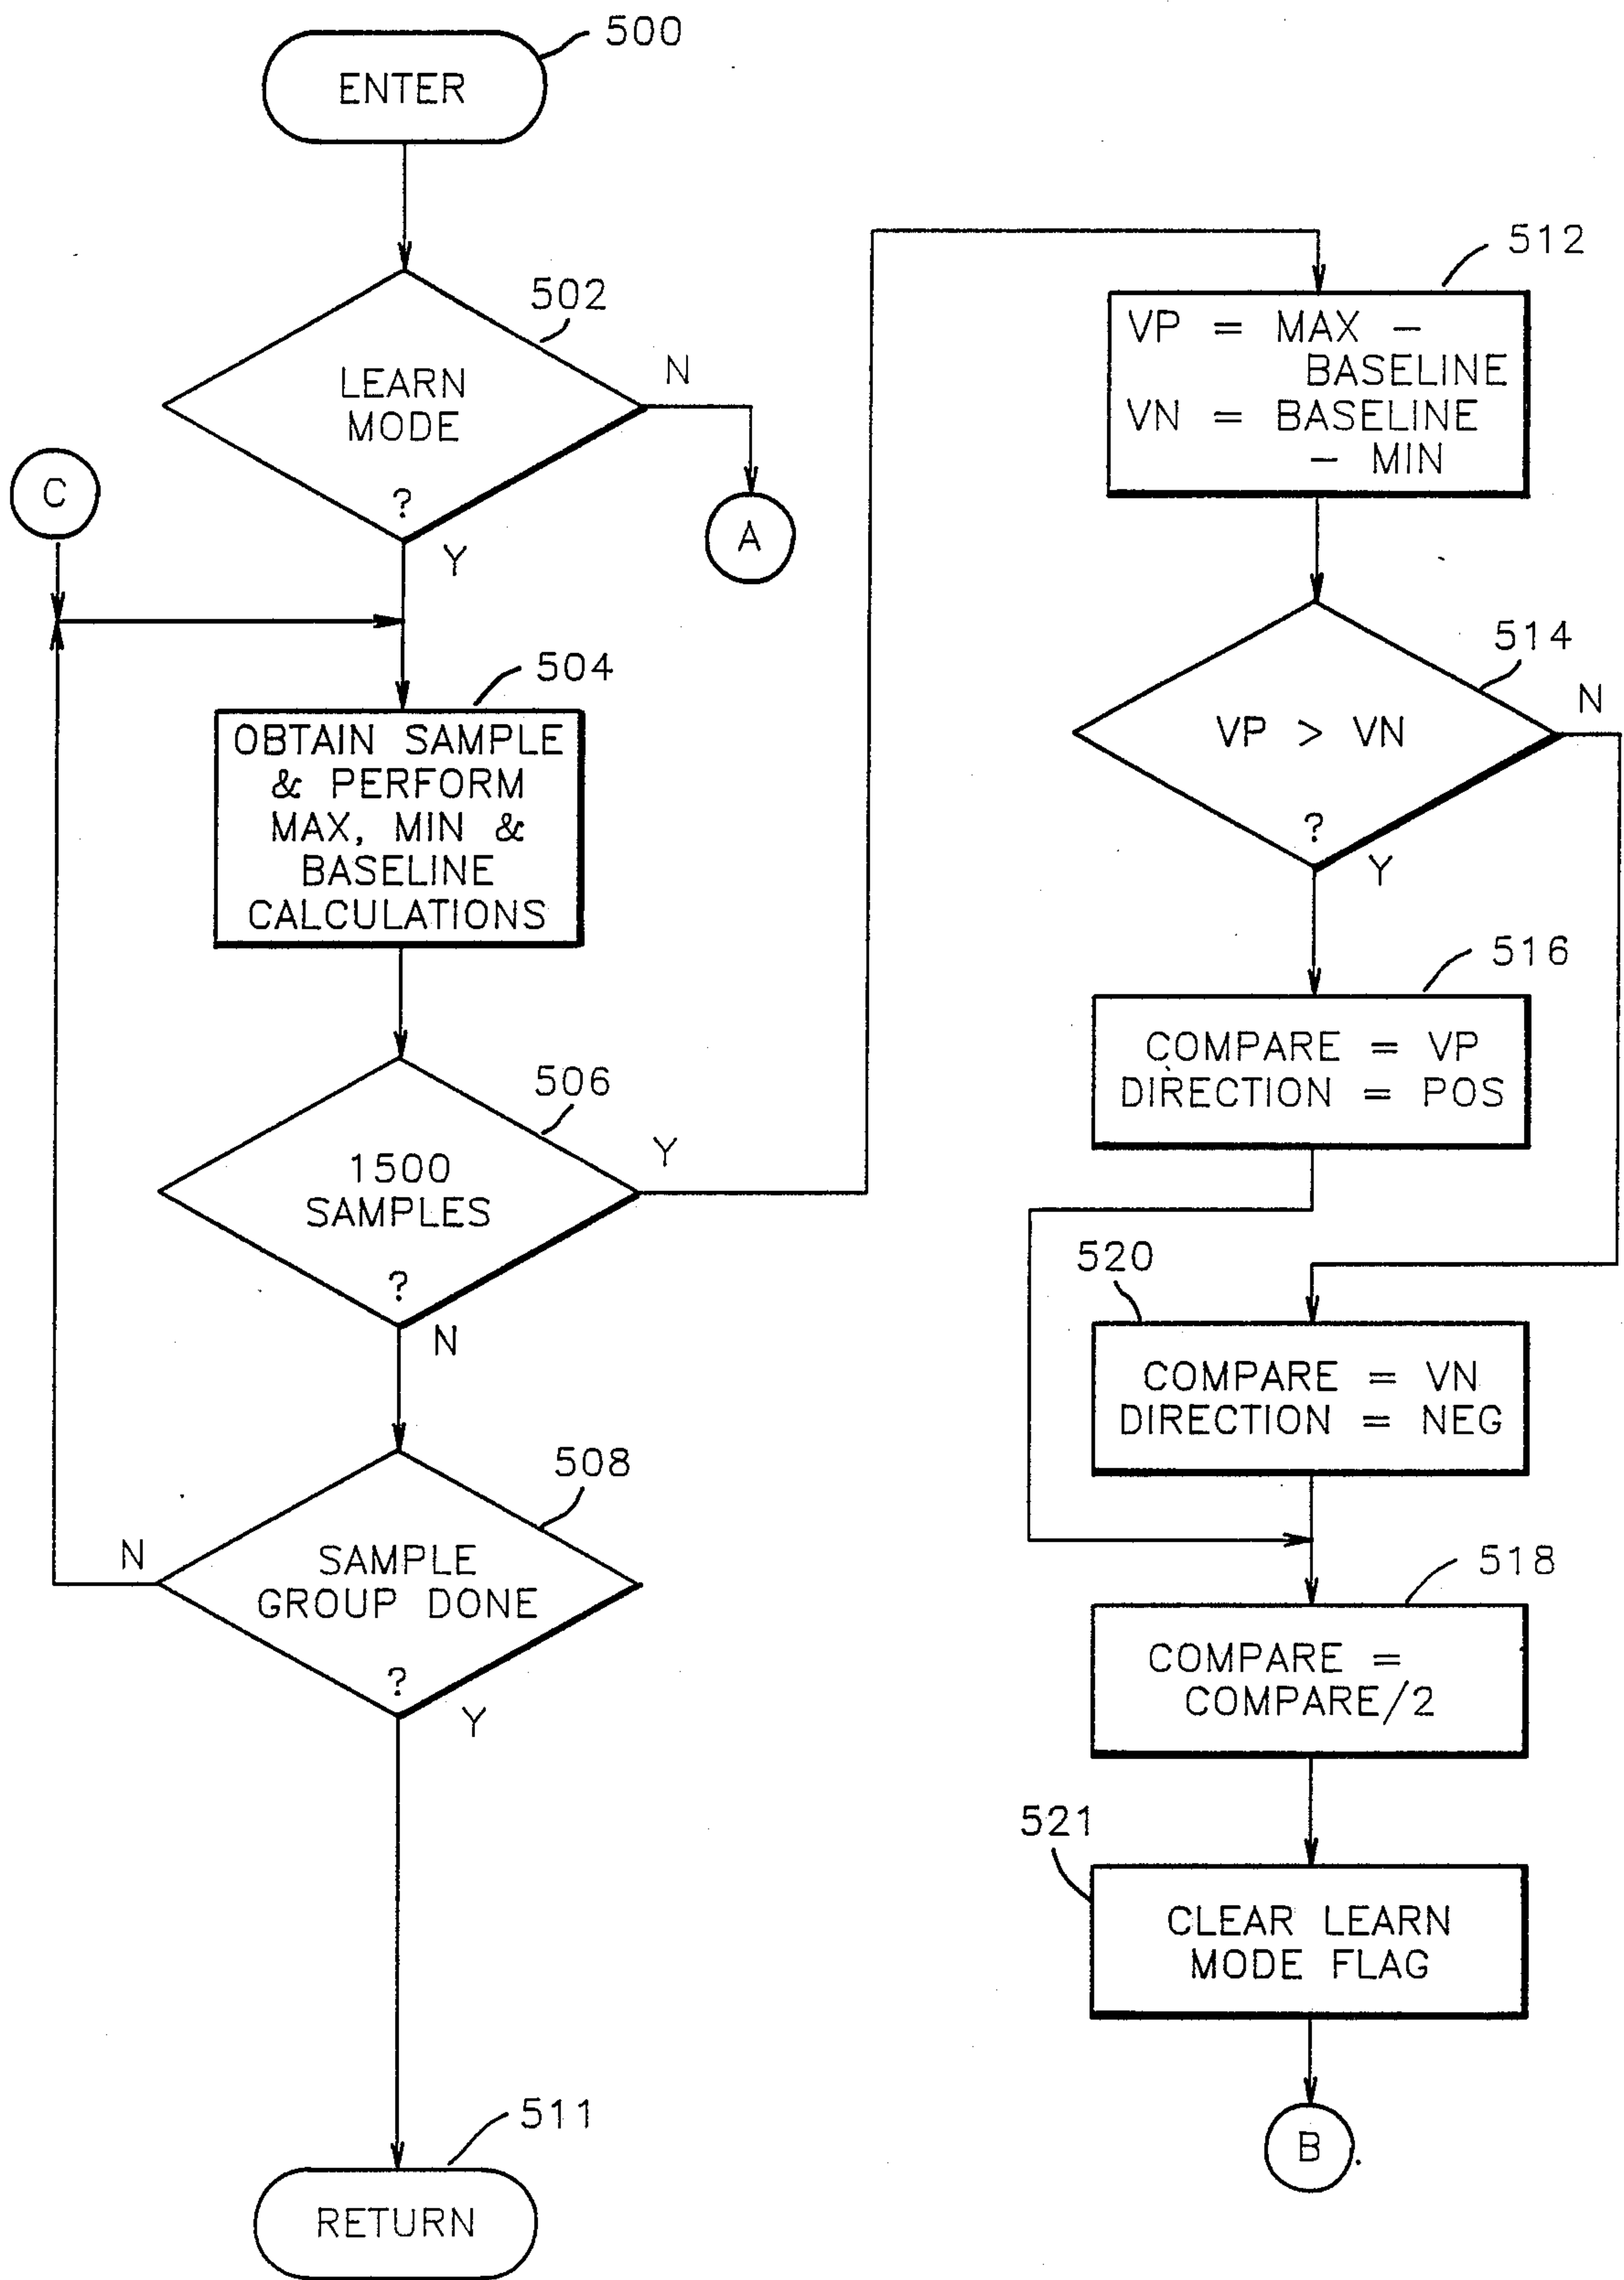 500
ENTER
502
LEARN
MODE
?
N
Y
A
C
504
OBTAIN SAMPLE
& PERFORM
MAX, MIN &
BASELINE
CALCULATIONS
506
1500
SAMPLES
?
Y
N
508
SAMPLE
GROUP DONE
?
N
Y
511
RETURN
512
VP = MAX –
BASELINE
VN = BASELINE
– MIN
514
VP > VN
?
N
Y
516
COMPARE = VP
DIRECTION = POS
520
COMPARE = VN
DIRECTION = NEG
518
COMPARE =
COMPARE/2
521
CLEAR LEARN
MODE FLAG
B